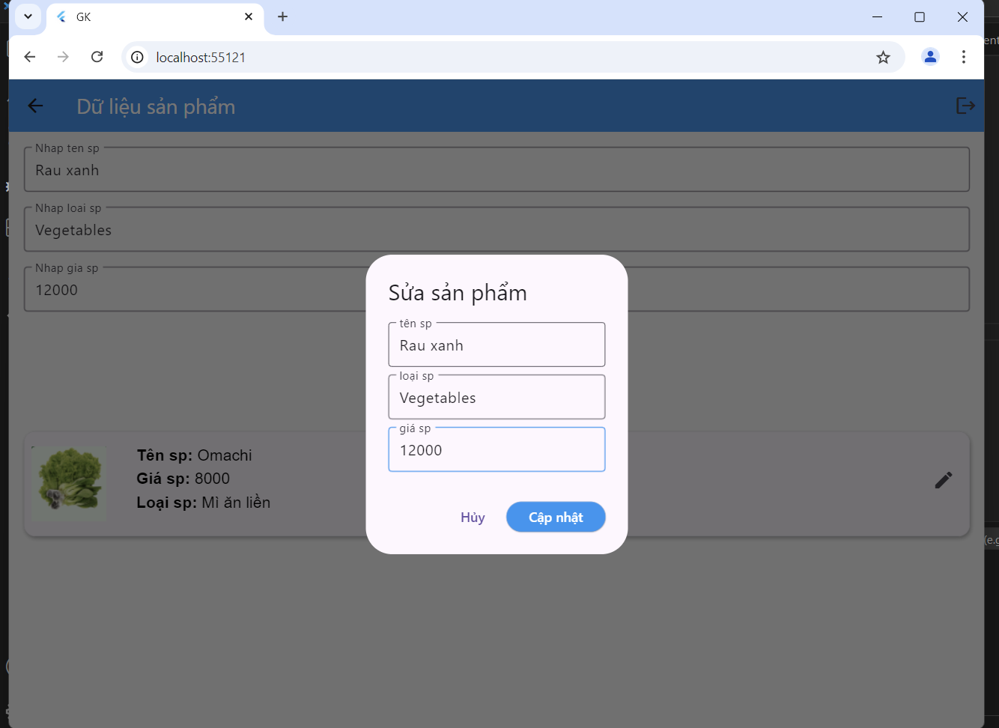 GK
localhost:55121
ent
Dữ liệu sản phẩm
Nhap ten sp
Rau xanh
Nhap loai sp
Vegetables
Nhap gia sp
12000
Sửa sản phẩm
tên sp
Rau xanh
loại sp
Vegetables
giá sp
12000
Hủy
Cập nhật
Tên sp: Omachi
Giá sp: 8000
Loại sp: Mì ăn liền
(e.g